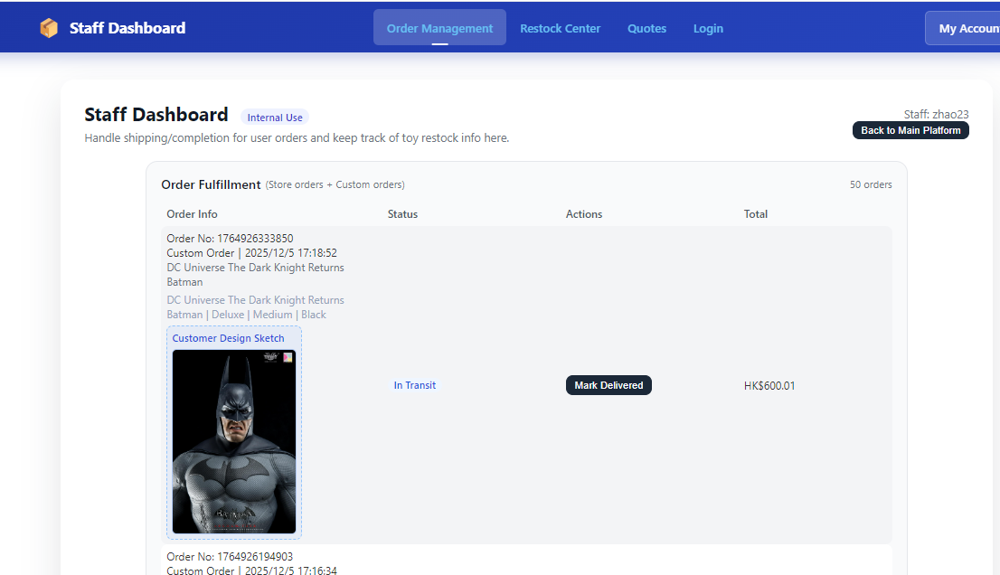 Staff Dashboard
Order Management
Restock Center
Quotes
Login
My Accoun
Staff Dashboard
Internal Use
Staff: zhao23
Handle shipping/completion for user orders and keep track of toy restock info here.
Back to Main Platform
Order Fulfillment (Store orders + Custom orders)
50 orders
Order Info
Status
Actions
Total
Order No: 1764926333850
Custom Order | 2025/12/5 17:18:52
DC Universe The Dark Knight Returns
Batman
DC Universe The Dark Knight Returns
Batman | Deluxe | Medium | Black
Customer Design Sketch
BATMAN
In Transit
Mark Delivered
HK$600.01
Order No: 1764926194903
Custom Order | 2025/12/5 17:16:34